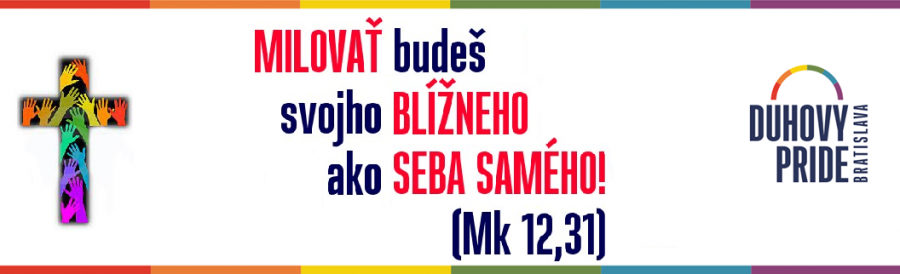 MILOVAŤ budeš
svojho BLÍŽNEHO
ako SEBA SAMÉHO!
(Mk 12,31)
DUHOVY
PRIDE
BRATISLAVA